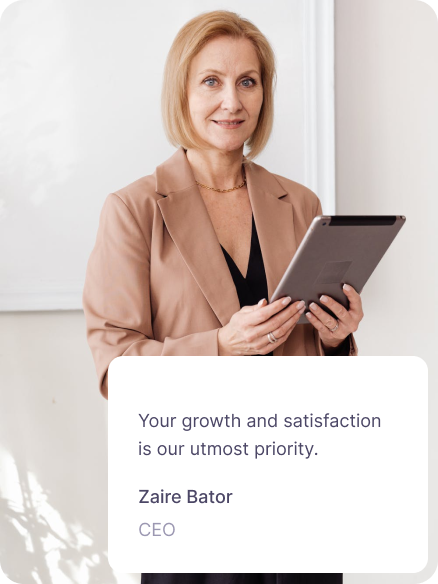 Your growth and satisfaction
is our utmost priority.
Zaire Bator
CEO